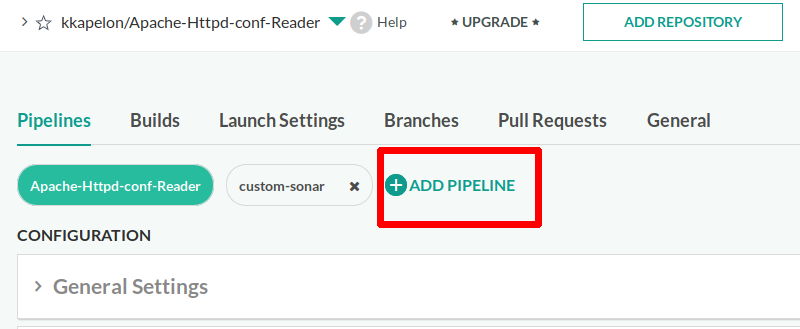 kkapelon/Apache-Httpd-conf-Reader ? Help ★ UPGRADE ★ ADD REPOSITORY
Pipelines Builds Launch Settings Branches Pull Requests General
Apache-Httpd-conf-Reader custom-sonar ✖ + ADD PIPELINE
CONFIGURATION
General Settings